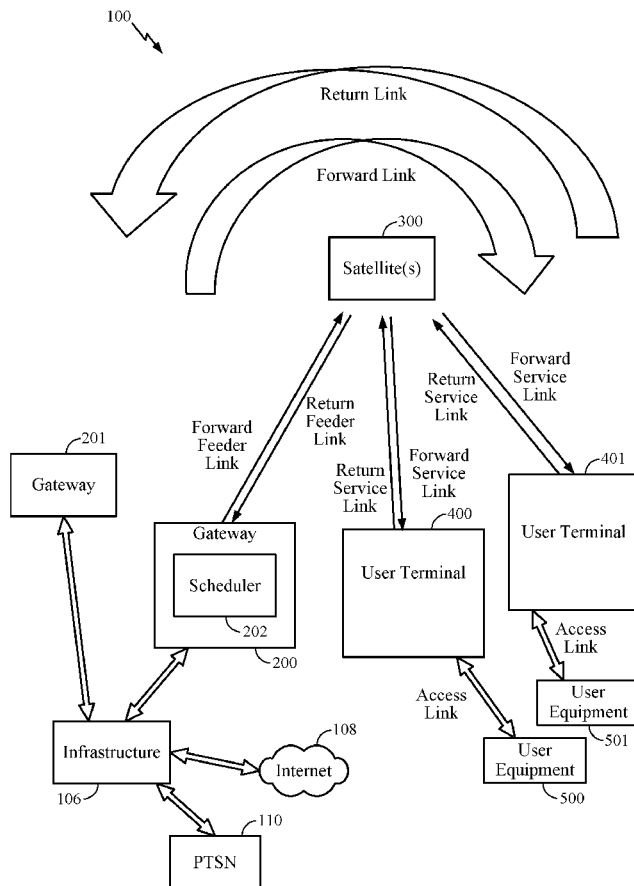 100
Return Link
Forward Link
300
Satellite(s)
Forward
Feeder
Link
Return
Feeder
Link
Return
Service
Link
Forward
Service
Link
Return
Service
Link
Forward
Service
Link
201
Gateway
Gateway
Scheduler
202
200
400
User Terminal
401
User Terminal
Access
Link
Access
Link
User
Equipment
501
User
Equipment
500
Infrastructure
106
108
Internet
110
PTSN